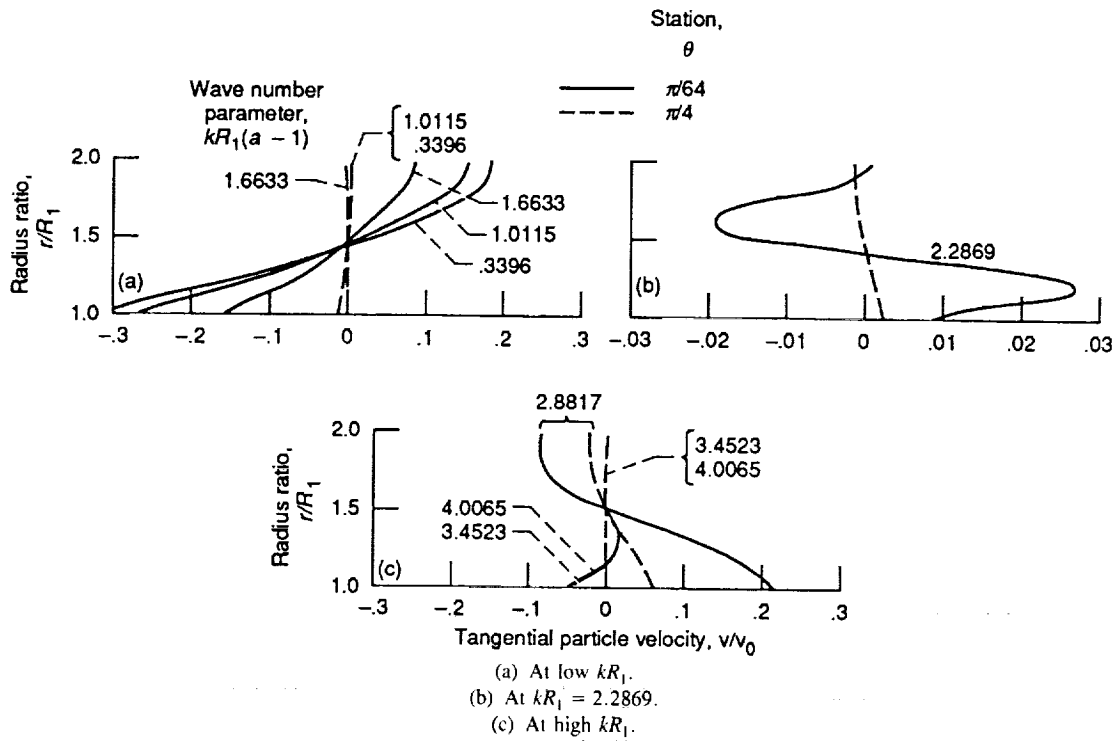 Station,
θ
π/64
π/4
Wave number
parameter,
kR1(a − 1)
1.0115
.3396
1.6633
1.6633
1.0115
.3396
2.0
1.5
1.0
Radius ratio,
r/R1
(a)
−.3 −.2 −.1 0 .1 .2 .3
2.2869
(b)
−.03 −.02 −.01 0 .01 .02 .03
2.8817
3.4523
4.0065
4.0065
3.4523
2.0
1.5
1.0
Radius ratio,
r/R1
(c)
−.3 −.2 −.1 0 .1 .2 .3
Tangential particle velocity, v/v0
(a) At low kR1.
(b) At kR1 = 2.2869.
(c) At high kR1.